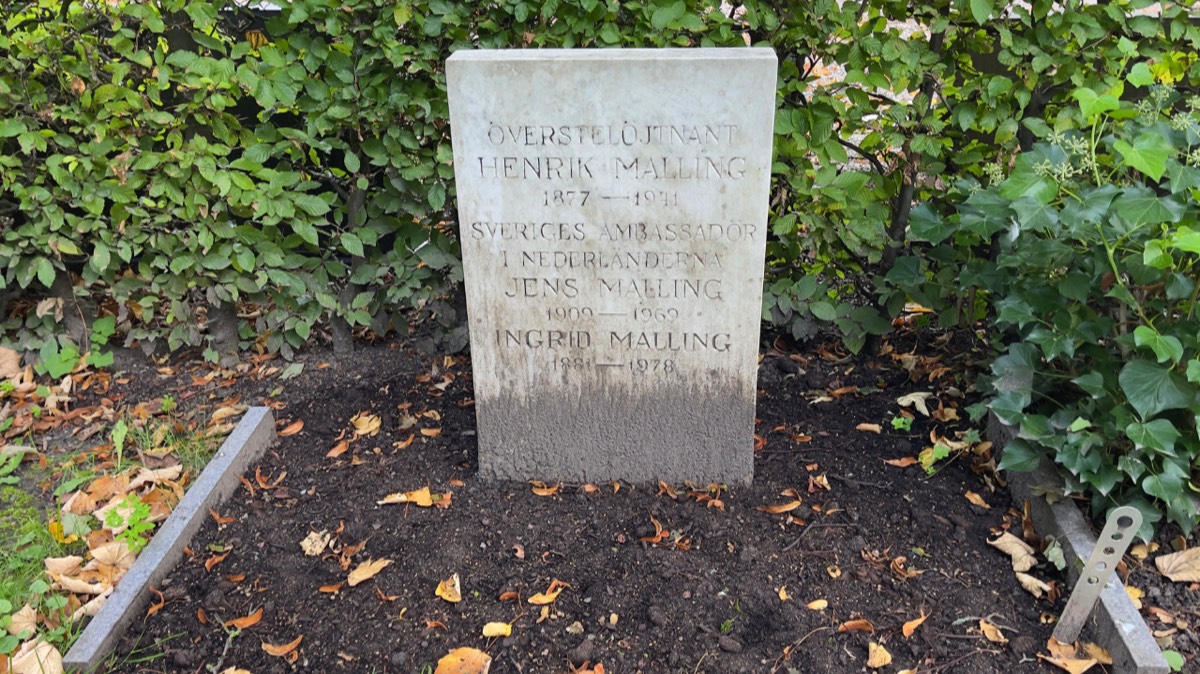 ÖVERSTELÖJTNANT
HENRIK MALLING
1877 — 1941
SVERIGES AMBASSADÖR
I NEDERLÄNDERNA
JENS MALLING
1909 — 1969
INGRID MALLING
1881 — 1978